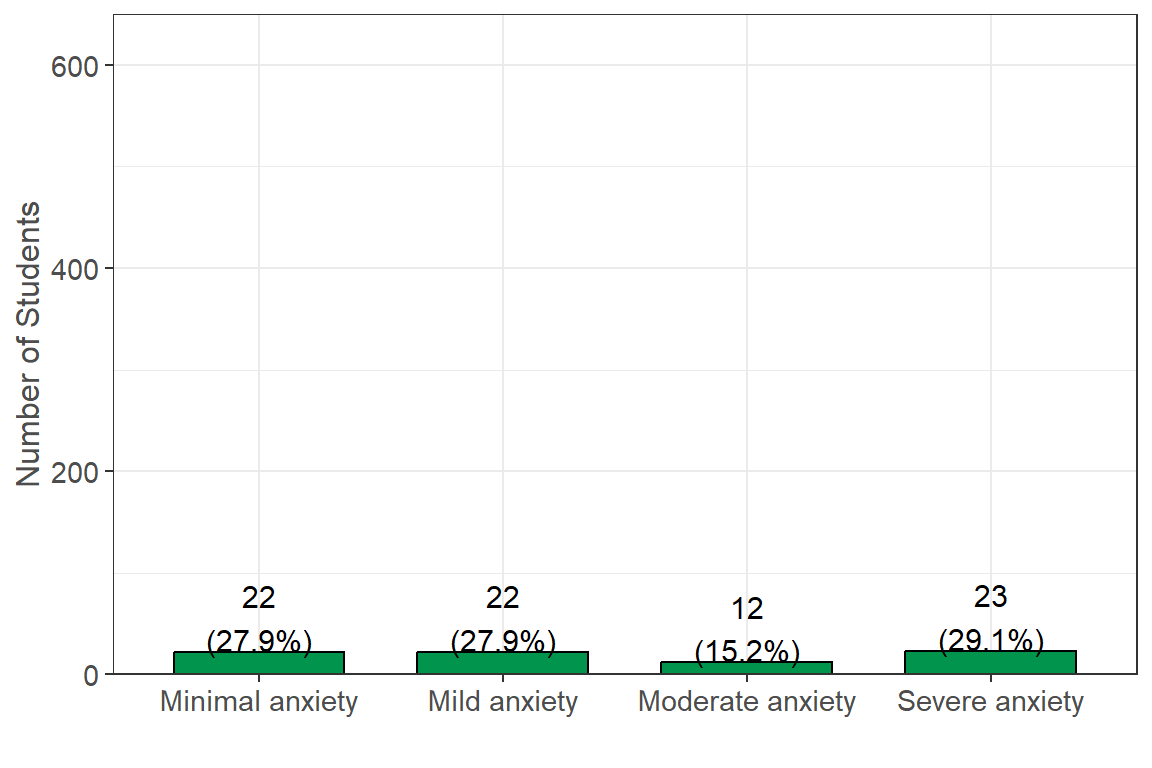 Number of Students
600
400
200
0
22
(27.9%)
22
(27.9%)
12
(15.2%)
23
(29.1%)
Minimal anxiety
Mild anxiety
Moderate anxiety
Severe anxiety